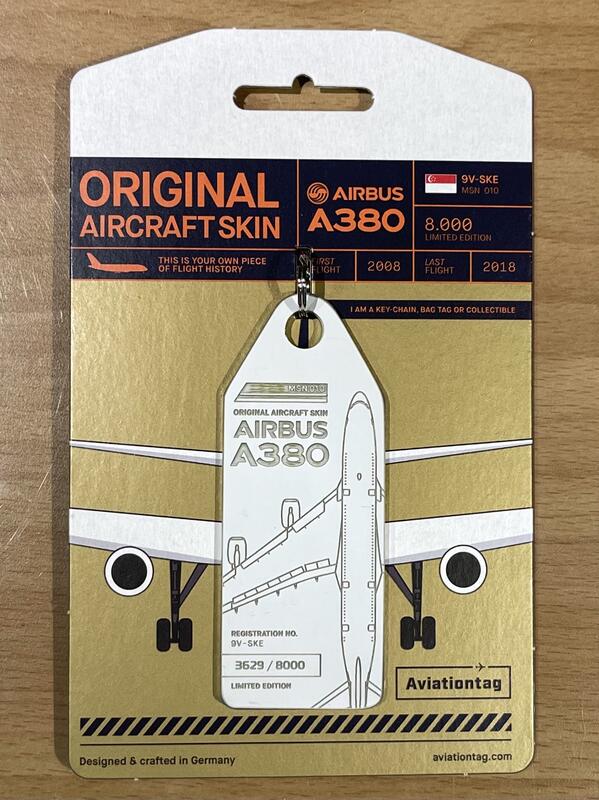 ORIGINAL
AIRCRAFT SKIN
THIS IS YOUR OWN PIECE
OF FLIGHT HISTORY
AIRBUS
A380
9V-SKE
MSN 010
8.000
LIMITED EDITION
FIRST
FLIGHT
2008
LAST
FLIGHT
2018
I AM A KEY-CHAIN, BAG TAG OR COLLECTIBLE
MSN 010
ORIGINAL AIRCRAFT SKIN
AIRBUS
A380
REGISTRATION NO.
9V-SKE
3629 / 8000
LIMITED EDITION
Aviationtag
Designed & crafted in Germany
aviationtag.com